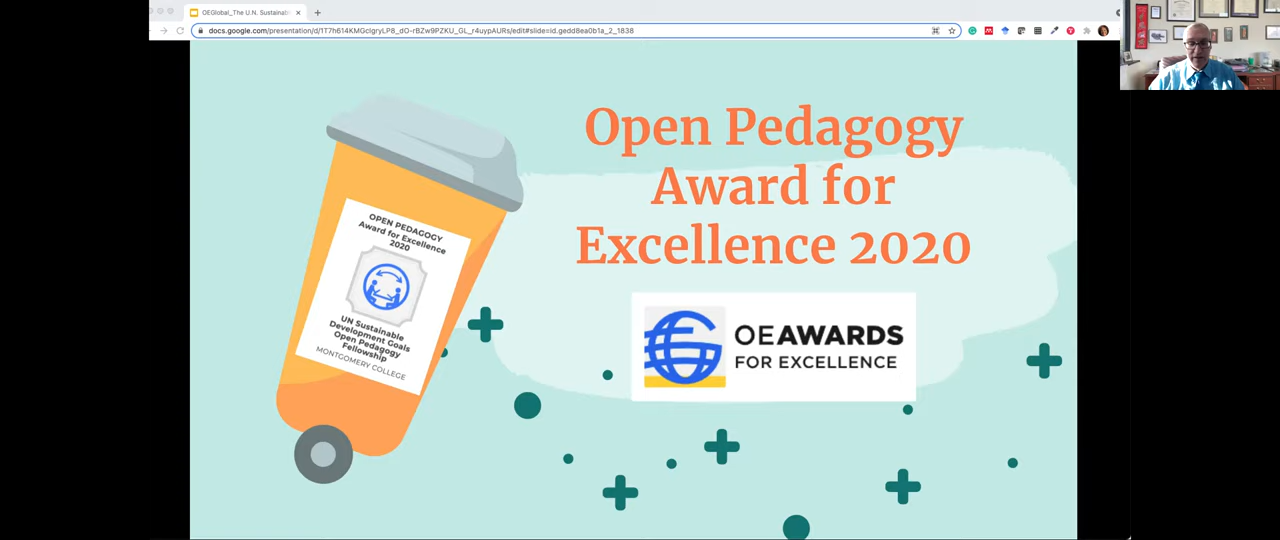 OEGlobal_The U.N. Sustainab
docs.google.com/presentation/d/1T7h614KMGcIgryLP8_dO-rBZw9PZKU_GL_r4uypAURs/edit#slide=id.gedd8ea0b1a_2_1838
Open Pedagogy
Award for
Excellence 2020
OPEN PEDAGOGY
Award for Excellence
2020
UN Sustainable
Development Goals
Open Pedagogy
Fellowship
MONTGOMERY COLLEGE
OEAWARDS
FOR EXCELLENCE